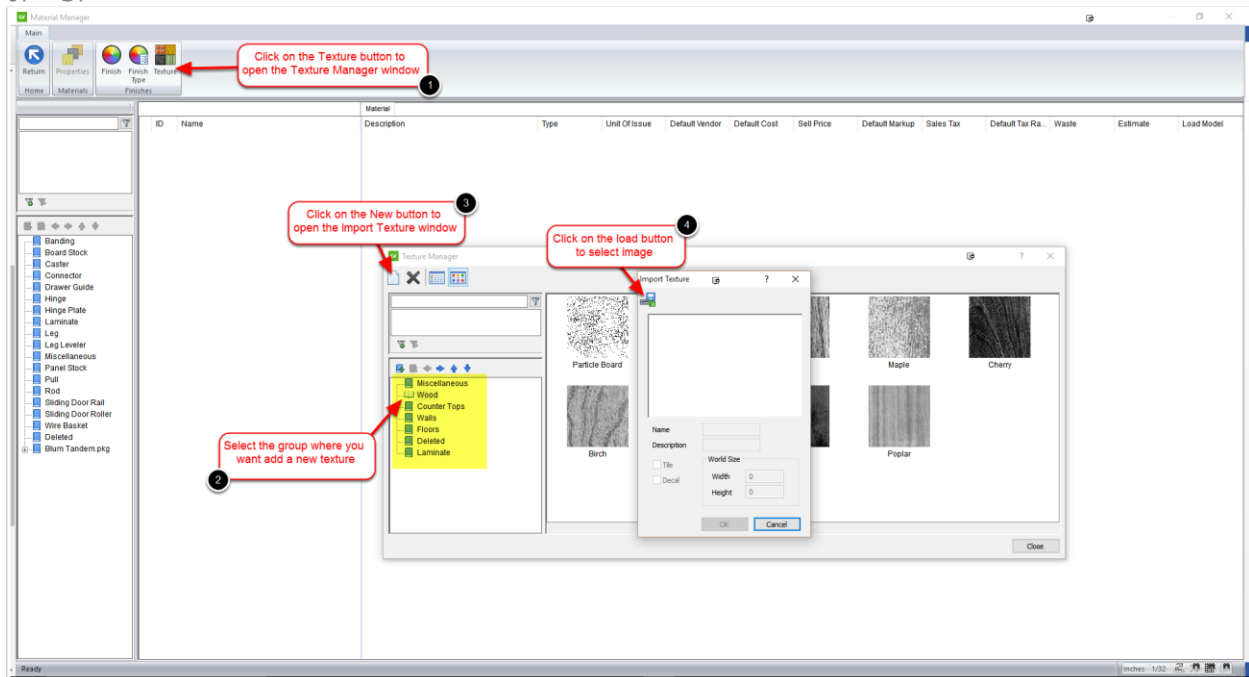 Material Manager
Main
Return
Properties
Finish
Finish Type
Texture
Home
Materials
Finishes
Click on the Texture button to
open the Texture Manager window
1
Material
ID
Name
Description
Type
Unit Of Issue
Default Vendor
Default Cost
Sell Price
Default Markup
Sales Tax
Default Tax Ra...
Waste
Estimate
Load Model
Click on the New button to
open the Import Texture window
3
Click on the load button
to select image
4
Banding
Board Stock
Caster
Connector
Drawer Guide
Hinge
Hinge Plate
Laminate
Leg
Leg Leveler
Miscellaneous
Panel Stock
Pull
Rod
Sliding Door Rail
Sliding Door Roller
Wire Basket
Deleted
Blum Tandem.pkg
Texture Manager
?
Miscellaneous
Wood
Counter Tops
Walls
Floors
Deleted
Laminate
Select the group where you
want add a new texture
2
Particle Board
Maple
Cherry
Birch
Poplar
Import Texture
?
Name
Description
Tile
Decal
World Size
Width 0
Height 0
OK
Cancel
Close
Ready
Inches
1/32